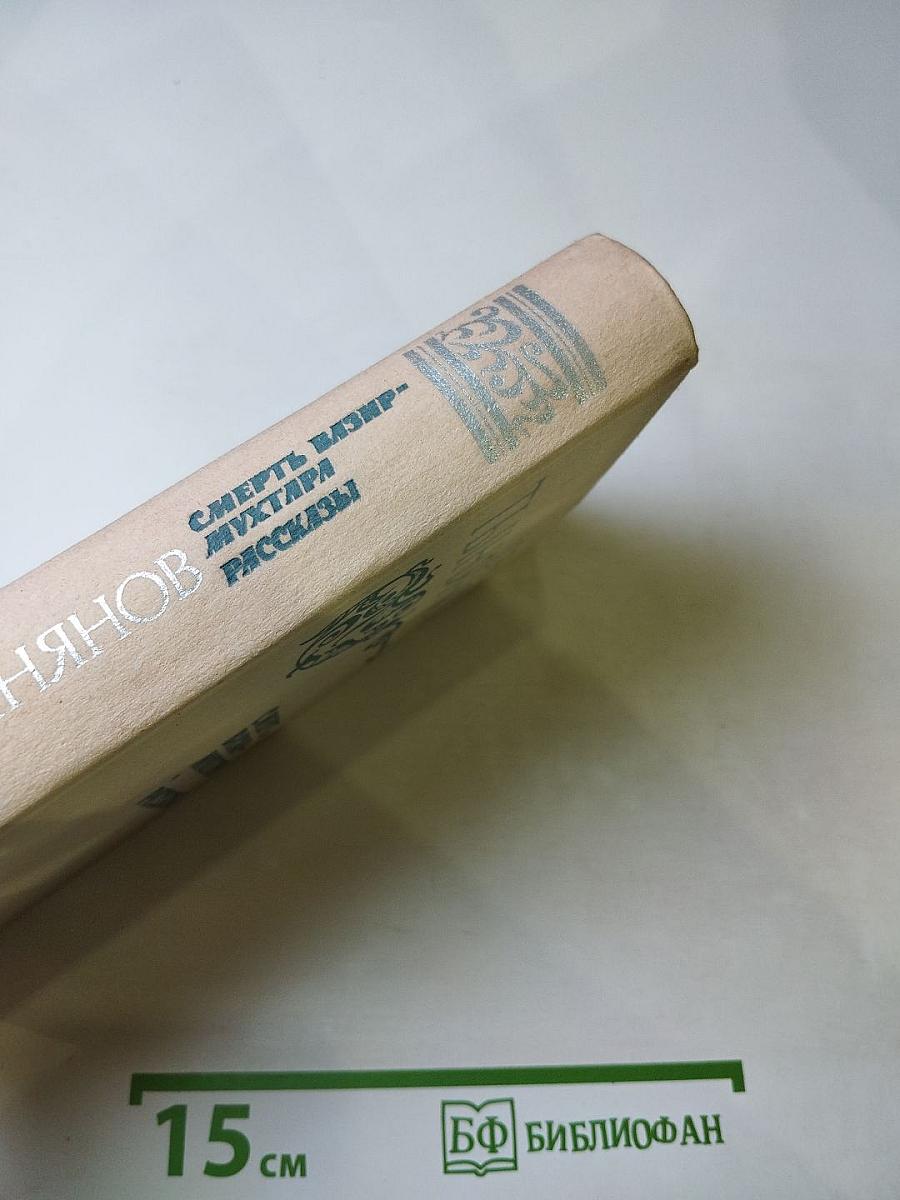 НЯНОВ
СМЕРТЬ ВАЗИР-
МУХТАРА
РАССКАЗЫ
15 см
БФ БИБЛИОФАН